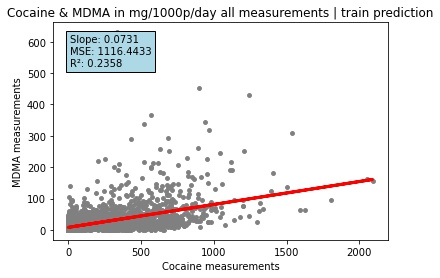 Cocaine & MDMA in mg/1000p/day all measurements | train prediction
Slope: 0.0731
MSE: 1116.4433
R²: 0.2358
600
500
400
300
200
100
0
MDMA measurements
0
500
1000
1500
2000
Cocaine measurements